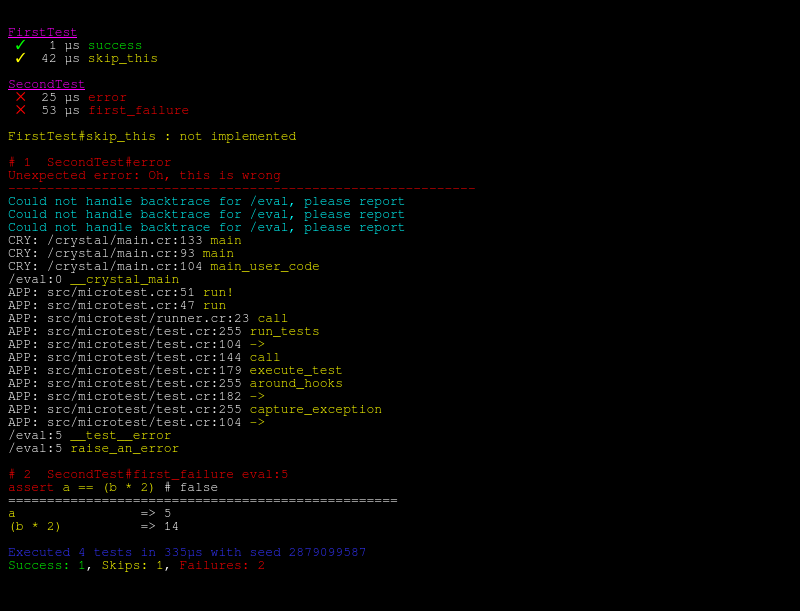 FirstTest
✓ 1 µs success
✓ 42 µs skip_this
SecondTest
✕ 25 µs error
✕ 53 µs first_failure
FirstTest#skip_this : not implemented
# 1 SecondTest#error
Unexpected error: Oh, this is wrong
------------------------------------------------------------
Could not handle backtrace for /eval, please report
Could not handle backtrace for /eval, please report
Could not handle backtrace for /eval, please report
CRY: /crystal/main.cr:133 main
CRY: /crystal/main.cr:93 main
CRY: /crystal/main.cr:104 main_user_code
/eval:0 __crystal_main
APP: src/microtest.cr:51 run!
APP: src/microtest.cr:47 run
APP: src/microtest/runner.cr:23 call
APP: src/microtest/test.cr:255 run_tests
APP: src/microtest/test.cr:104 ->
APP: src/microtest/test.cr:144 call
APP: src/microtest/test.cr:179 execute_test
APP: src/microtest/test.cr:255 around_hooks
APP: src/microtest/test.cr:182 ->
APP: src/microtest/test.cr:255 capture_exception
APP: src/microtest/test.cr:104 ->
/eval:5 __test__error
/eval:5 raise_an_error
# 2 SecondTest#first_failure eval:5
assert a == (b * 2) # false
==================================================
a => 5
(b * 2) => 14
Executed 4 tests in 335µs with seed 2879099587
Success: 1, Skips: 1, Failures: 2